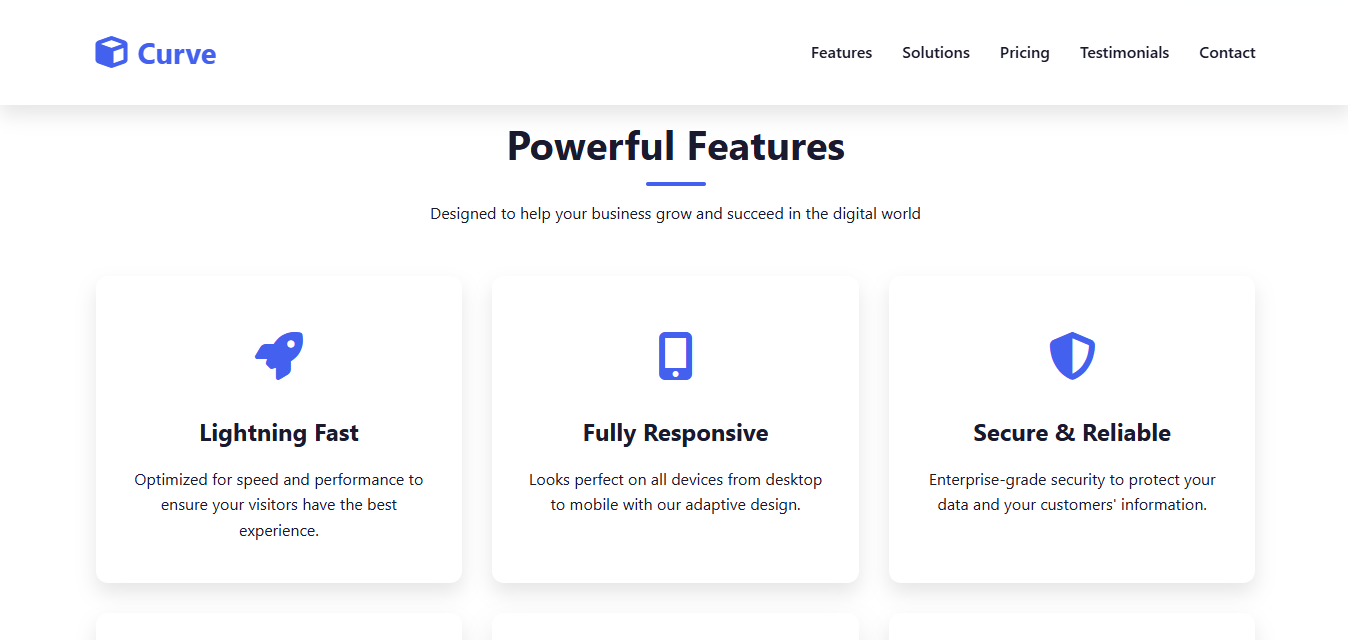 Curve
Features
Solutions
Pricing
Testimonials
Contact
Powerful Features
Designed to help your business grow and succeed in the digital world
Lightning Fast
Optimized for speed and performance to
ensure your visitors have the best
experience.
Fully Responsive
Looks perfect on all devices from desktop
to mobile with our adaptive design.
Secure & Reliable
Enterprise-grade security to protect your
data and your customers' information.